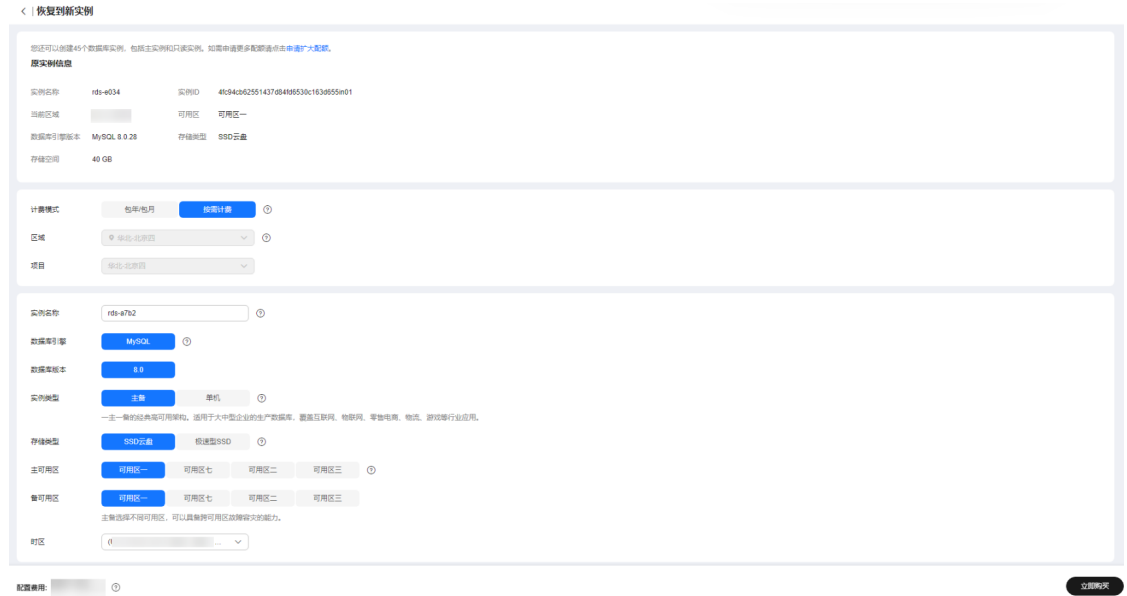 恢复到新实例
您还可以创建45个数据库实例，包括主实例和只读实例。如需申请更多配额请点击申请扩大配额。
原实例信息
实例名称 rds-e034 实例ID 4fc94cb62551437d84fd6530c163d655in01
当前区域 可用区 可用区一
数据库引擎版本 MySQL 8.0.28 存储类型 SSD云盘
存储空间 40 GB
计费模式 包年/包月 按需计费
区域 华北-北京四
项目 华北-北京四
实例名称 rds-a7b2
数据库引擎 MySQL
数据库版本 8.0
实例类型 主备 单机
一主一备的经典高可用架构。适用于大中型企业的生产数据库，覆盖互联网、物联网、零售电商、物流、游戏等行业应用。
存储类型 SSD云盘 极速型SSD
主可用区 可用区一 可用区七 可用区二 可用区三
备可用区 可用区一 可用区七 可用区二 可用区三
主备选择不同可用区，可以具备跨可用区故障容灾的能力。
时区
配置费用: 立即购买